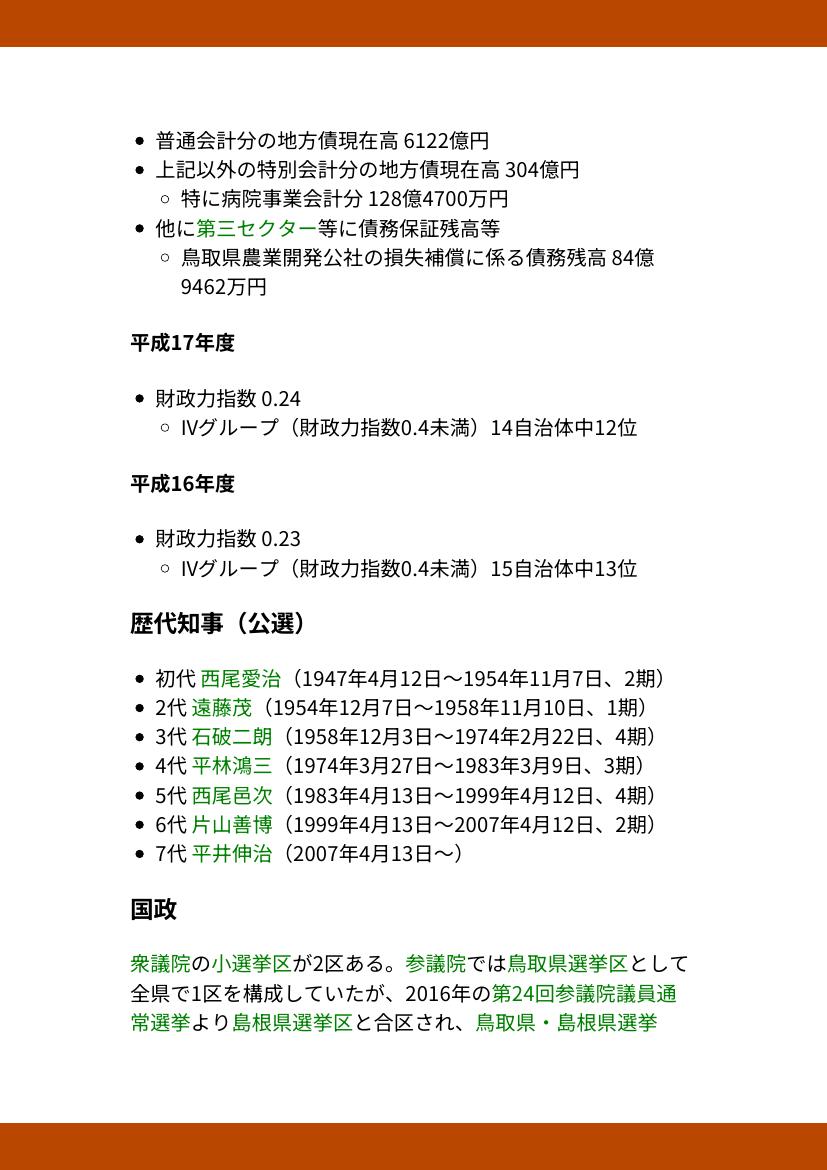 普通会計分の地方債現在高 6122億円
上記以外の特別会計分の地方債現在高 304億円
特に病院事業会計分 128億4700万円
他に第三セクター等に債務保証残高等
鳥取県農業開発公社の損失補償に係る債務残高 84億
9462万円
平成17年度
財政力指数 0.24
IVグループ（財政力指数0.4未満）14自治体中12位
平成16年度
財政力指数 0.23
IVグループ（財政力指数0.4未満）15自治体中13位
歴代知事（公選）
初代 西尾愛治（1947年4月12日〜1954年11月7日、2期）
2代 遠藤茂（1954年12月7日〜1958年11月10日、1期）
3代 石破二朗（1958年12月3日〜1974年2月22日、4期）
4代 平林鴻三（1974年3月27日〜1983年3月9日、3期）
5代 西尾邑次（1983年4月13日〜1999年4月12日、4期）
6代 片山善博（1999年4月13日〜2007年4月12日、2期）
7代 平井伸治（2007年4月13日〜）
国政
衆議院の小選挙区が2区ある。参議院では鳥取県選挙区として
全県で1区を構成していたが、2016年の第24回参議院議員通
常選挙より島根県選挙区と合区され、鳥取県・島根県選挙